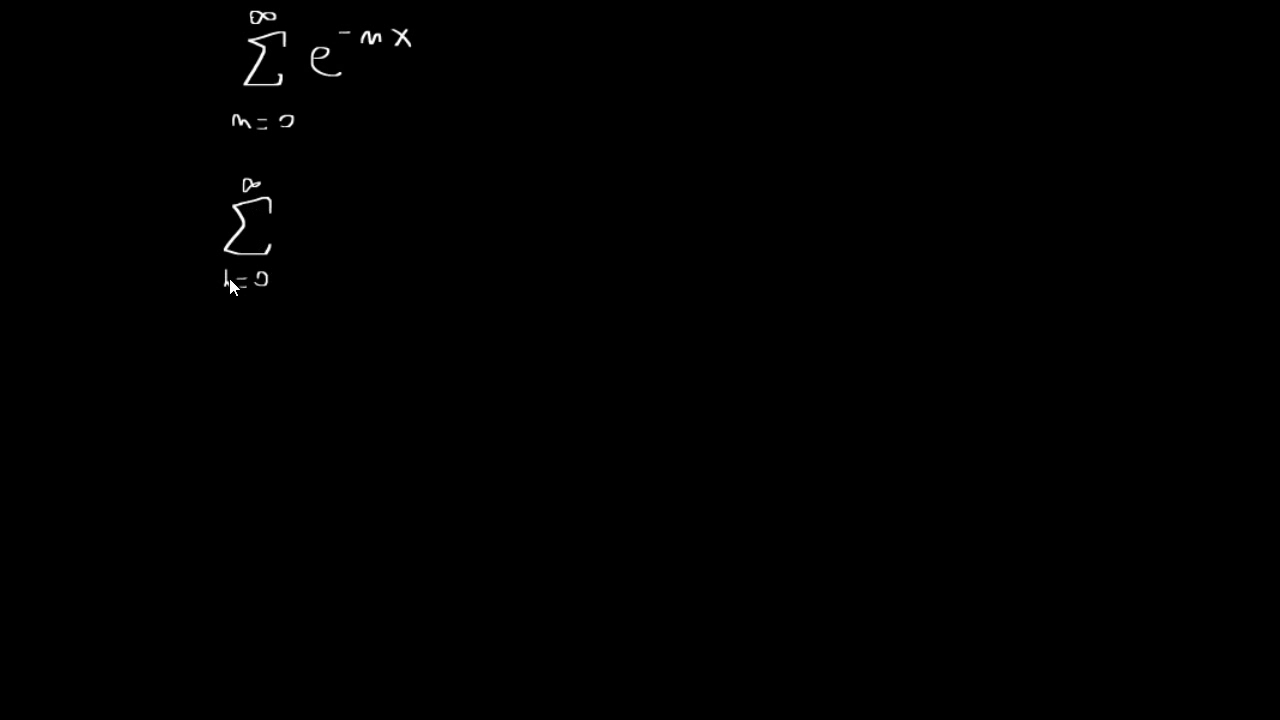 ∞
∑ e^{-nx}
n = 0
∞
∑
= 0